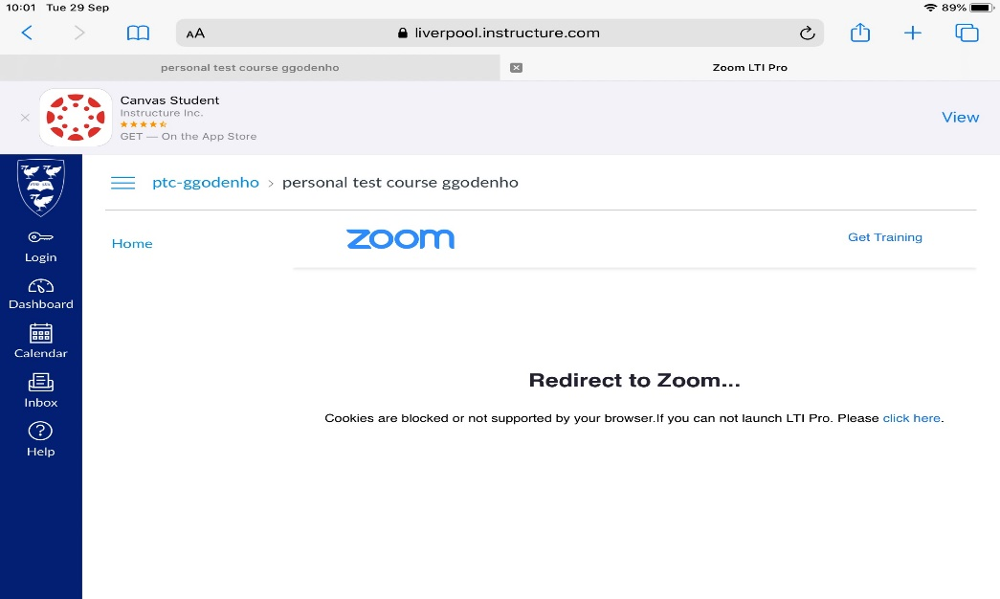 10:01 Tue 29 Sep
89%
AA
liverpool.instructure.com
personal test course ggodenho
Zoom LTI Pro
Canvas Student
Instructure Inc.
GET — On the App Store
View
ptc-ggodenho > personal test course ggodenho
Login
Dashboard
Calendar
Inbox
Help
Home
zoom
Get Training
Redirect to Zoom...
Cookies are blocked or not supported by your browser.If you can not launch LTI Pro. Please click here.